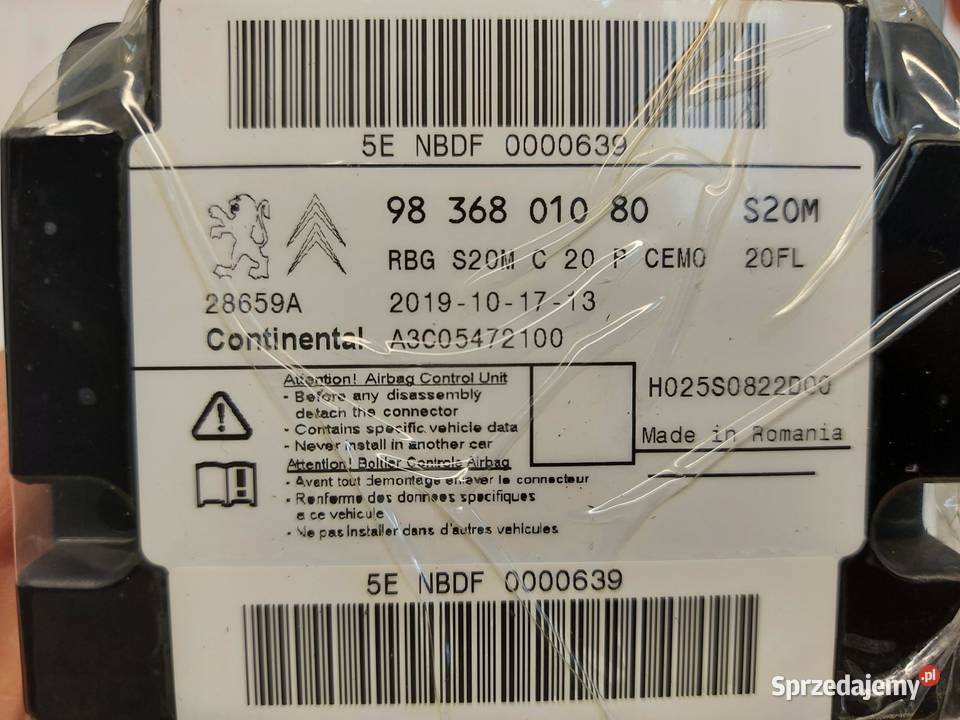 5E NBDF 0000639
98 368 010 80 S20M
RBG S20M C 20 P CEMO 20FL
28659A 2019-10-17-13
Continental A3C05472100
Attention! Airbag Control Unit
- Before any disassembly
detach the connector
- Contains specific vehicle data
- Never install in another car
Attention! Boîtier Controle Airbag
- Avant tout demontage enlever le connecteur
- Renferme des donnees specifiques
a ce vehicule
- Ne pas installer dans d'autres vehicules
H025S0822D00
Made in Romania
5E NBDF 0000639
Sprzedajemy.pl